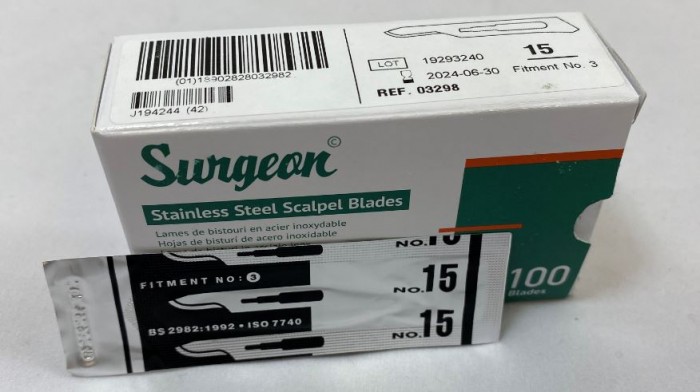 (01)18902828032982
J194244 (42)
LOT 19293240
2024-06-30
REF. 03298
15
Fitment No. 3
Surgeon©
Stainless Steel Scalpel Blades
Lames de bistouri en acier inoxydable
Hojas de bisturi de acero inoxidable
100
Blades
NO.15
FITMENT NO: 3
NO.15
BS 2982:1992 • ISO 7740
NO.15